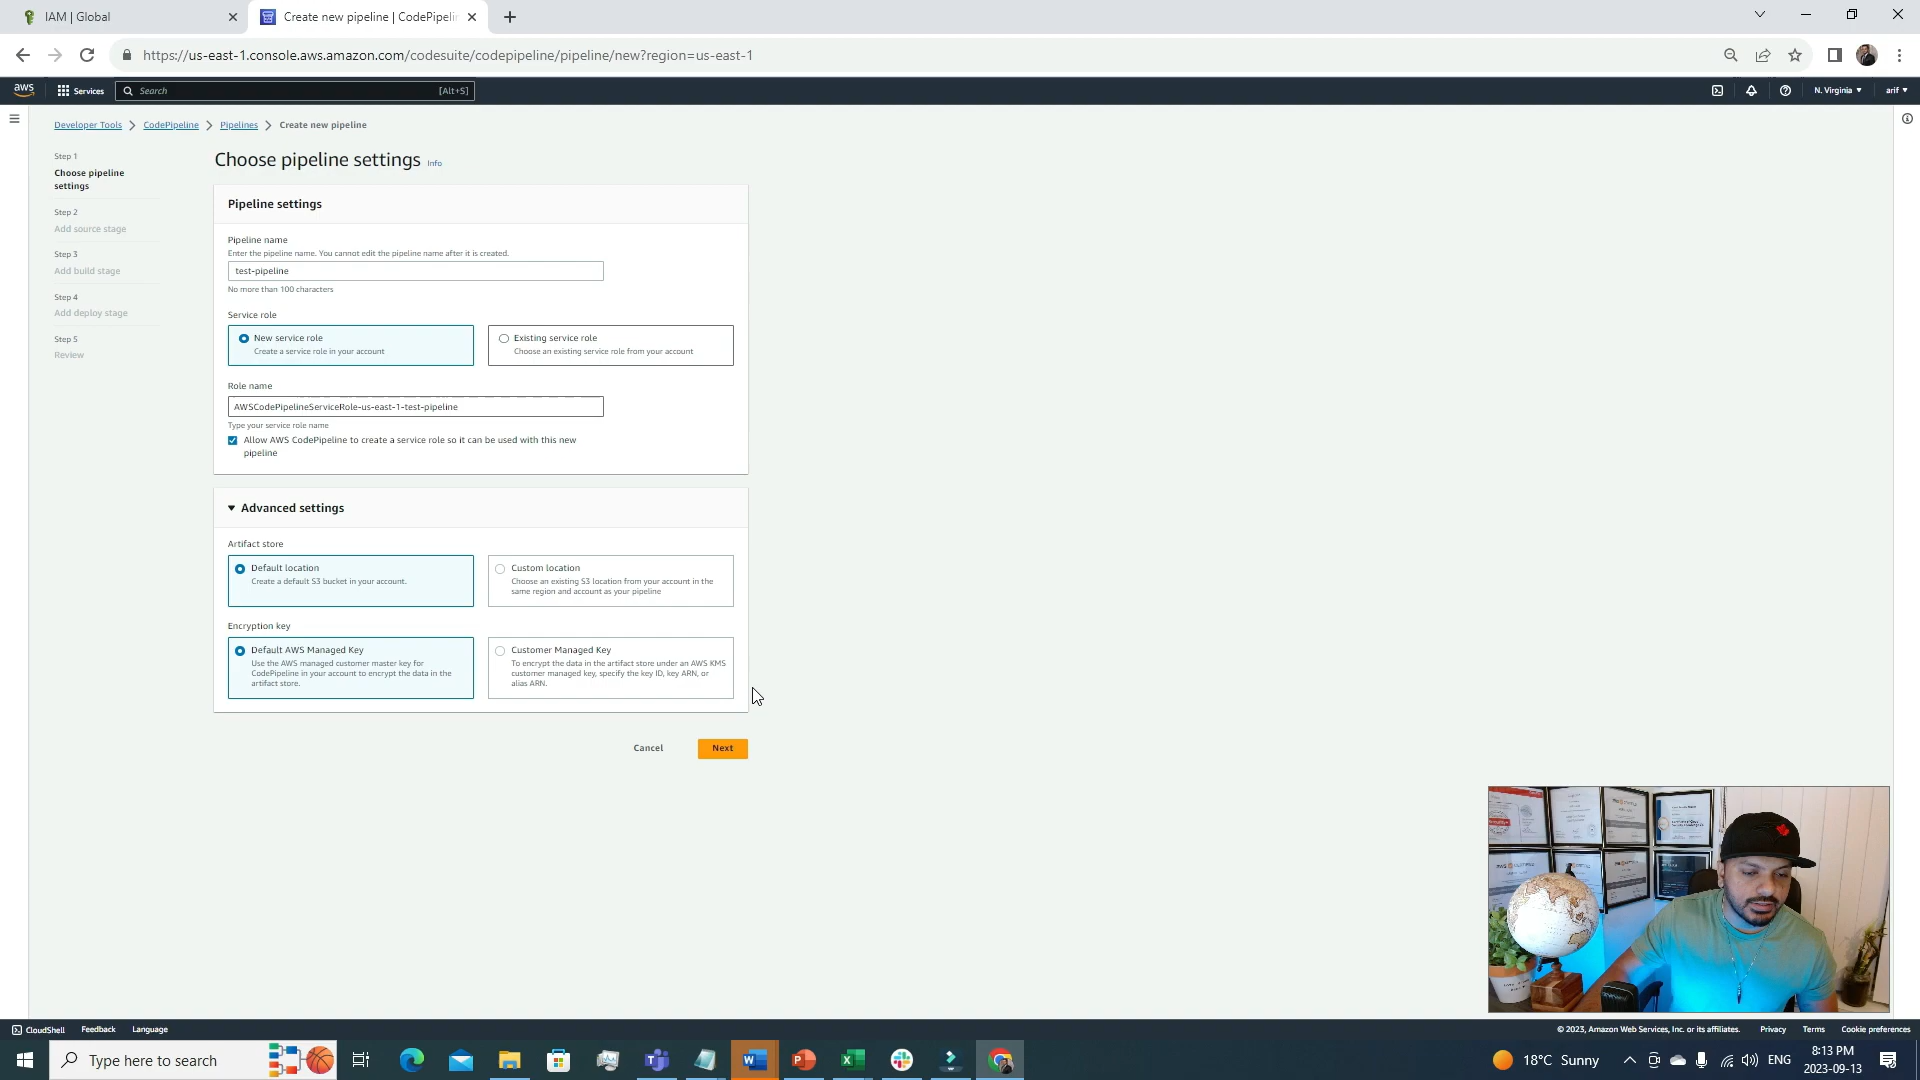 IAM | Global
Create new pipeline | CodePipelin
https://us-east-1.console.aws.amazon.com/codesuite/codepipeline/pipeline/new?region=us-east-1
aws
Services
Search
[Alt+S]
N. Virginia
arif
Developer Tools
CodePipeline
Pipelines
Create new pipeline
Step 1
Choose pipeline
settings
Step 2
Add source stage
Step 3
Add build stage
Step 4
Add deploy stage
Step 5
Review
Choose pipeline settings Info
Pipeline settings
Pipeline name
Enter the pipeline name. You cannot edit the pipeline name after it is created.
test-pipeline
No more than 100 characters
Service role
New service role
Create a service role in your account
Existing service role
Choose an existing service role from your account
Role name
AWSCodePipelineServiceRole-us-east-1-test-pipeline
Type your service role name
Allow AWS CodePipeline to create a service role so it can be used with this new
pipeline
Advanced settings
Artifact store
Default location
Create a default S3 bucket in your account.
Custom location
Choose an existing S3 location from your account in the
same region and account as your pipeline
Encryption key
Default AWS Managed Key
Use the AWS managed customer master key for
CodePipeline in your account to encrypt the data in the
artifact store.
Customer Managed Key
To encrypt the data in the artifact store under an AWS KMS
customer managed key, specify the key ID, key ARN, or
alias ARN.
Cancel
Next
CloudShell
Feedback
Language
© 2023, Amazon Web Services, Inc. or its affiliates.
Privacy
Terms
Cookie preferences
Type here to search
18°C Sunny
ENG
8:13 PM
2023-09-13